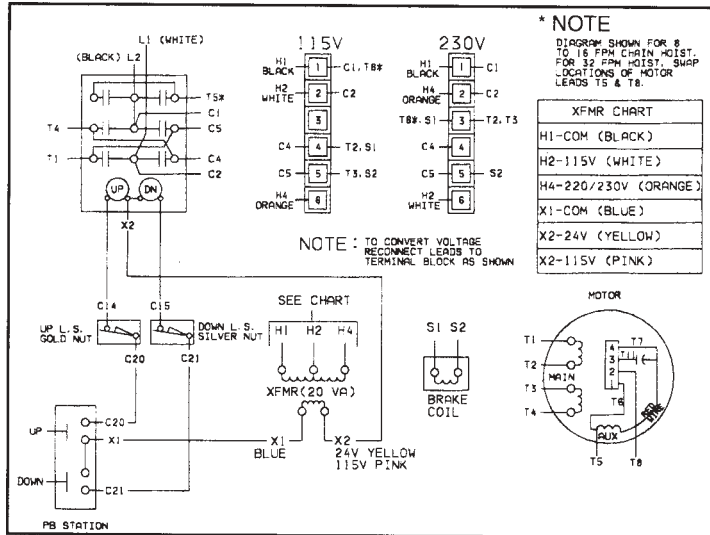 L1 (WHITE)
(BLACK) L2
T5*
C1
T4
C5
T1
C4
C2
UP
DN
X2
115V
H1
BLACK
1
C1, T8*
H2
WHITE
2
C2
3
C4
4
T2, S1
C5
5
T3, S2
H4
ORANGE
6
230V
H1
BLACK
1
C1
H4
ORANGE
2
C2
T8*, S1
3
T2, T3
C4
4
C5
5
S2
H2
WHITE
6
NOTE : TO CONVERT VOLTAGE
RECONNECT LEADS TO
TERMINAL BLOCK AS SHOWN
* NOTE
DIAGRAM SHOWN FOR 8
TO 16 FPM CHAIN HOIST.
FOR 32 FPM HOIST, SWAP
LOCATIONS OF MOTOR
LEADS T5 & T8.
XFMR CHART
H1-COM (BLACK)
H2-115V (WHITE)
H4-220/230V (ORANGE)
X1-COM (BLUE)
X2-24V (YELLOW)
X2-115V (PINK)
C14
C15
UP L.S.
GOLD NUT
DOWN L.S.
SILVER NUT
C20
C21
SEE CHART
H1
H2
H4
XFMR(20 VA)
X1
BLUE
X2
24V YELLOW
115V PINK
S1 S2
BRAKE
COIL
MOTOR
T1
T2
MAIN
T3
T4
4
3
2
1
T7
T11
T6
RED
WIRE
AUX
T5
T8
UP
C20
X1
DOWN
C21
PB STATION